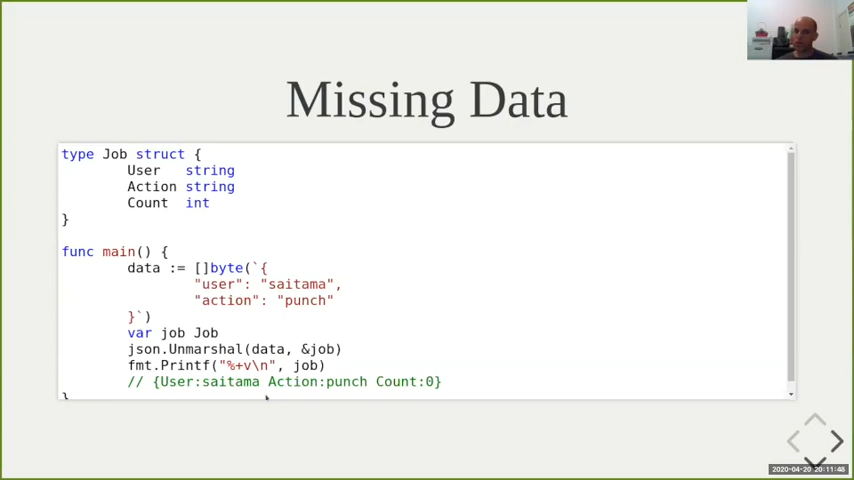 Missing Data
type Job struct {
User string
Action string
Count int
}
func main() {
data := []byte(`{
"user": "saitama",
"action": "punch"
}`)
var job Job
json.Unmarshal(data, &job)
fmt.Printf("%+v\n", job)
// {User:saitama Action:punch Count:0}
}
2020-04-20 20:11:48